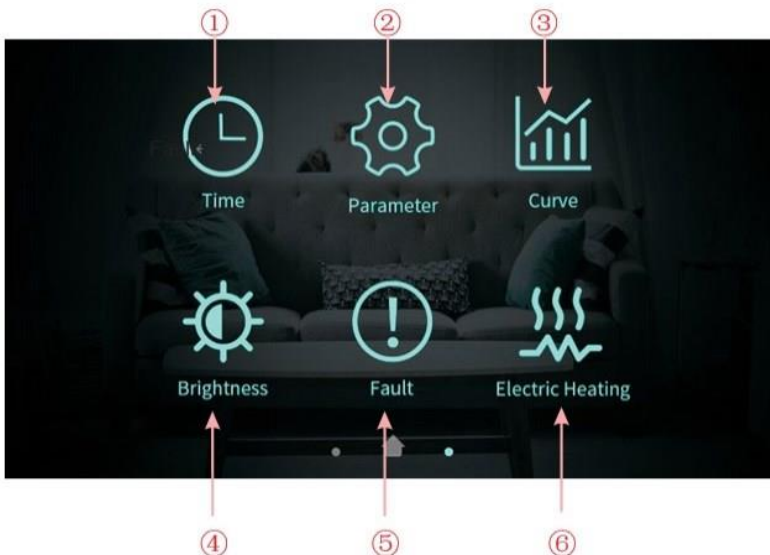 ① ② ③
Time Parameter Curve
Brightness Fault Electric Heating
④ ⑤ ⑥